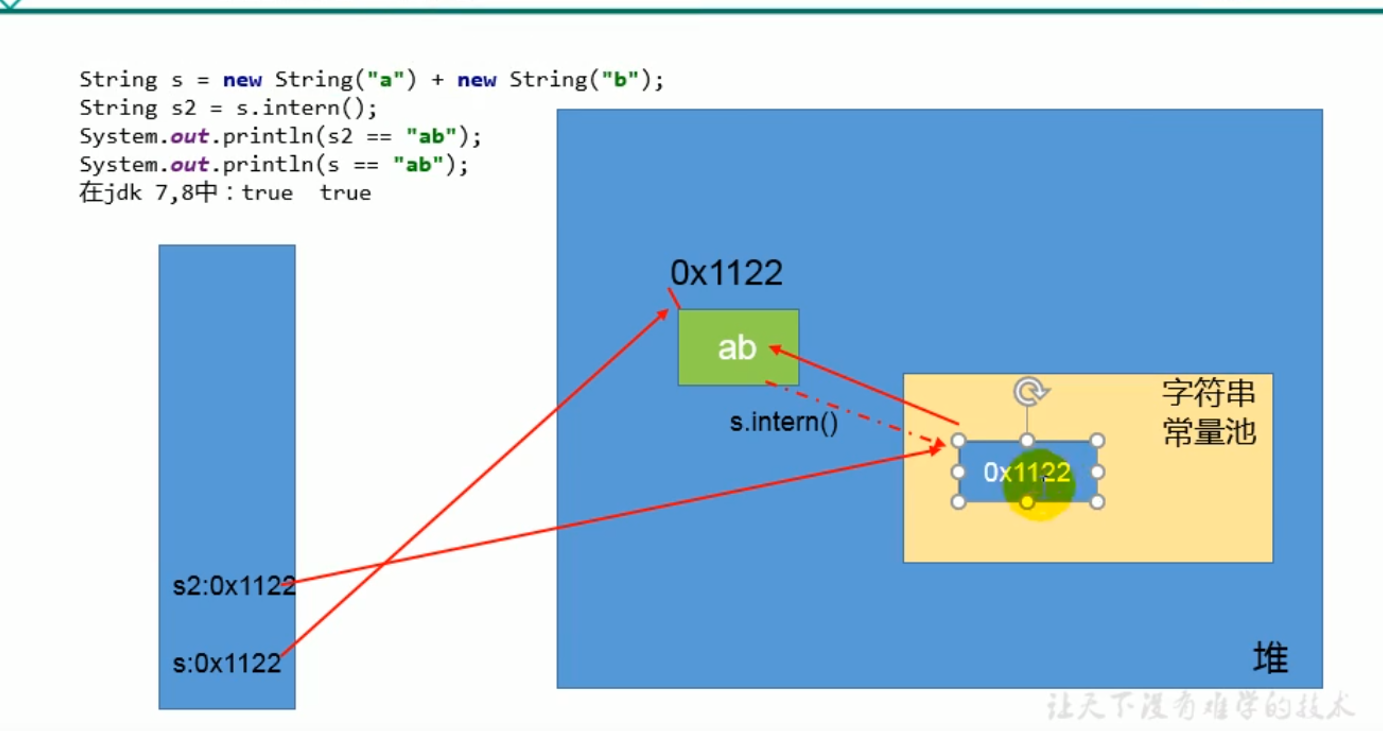 String s = new String("a") + new String("b");
String s2 = s.intern();
System.out.println(s2 == "ab");
System.out.println(s == "ab");
在jdk 7,8中：true  true
0x1122
ab
s.intern()
字符串
常量池
0x1122
s2:0x1122
s:0x1122
堆
让天下没有难学的技术